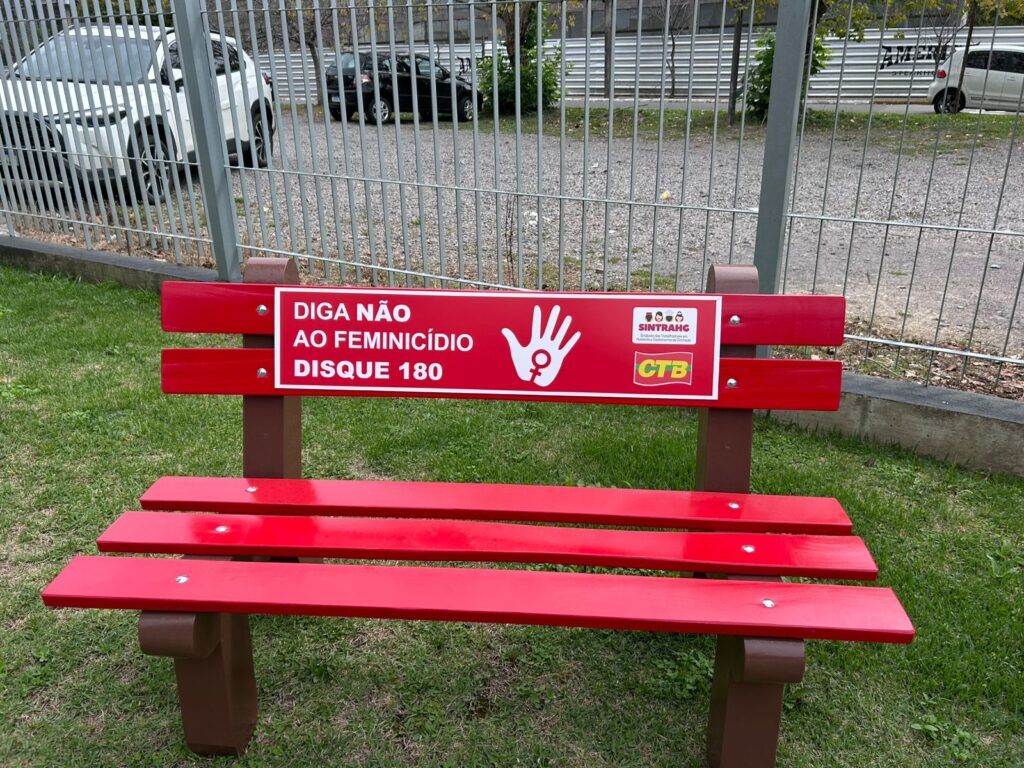 DIGA NÃO
AO FEMINICÍDIO
DISQUE 180
SINTRAHG
CTB